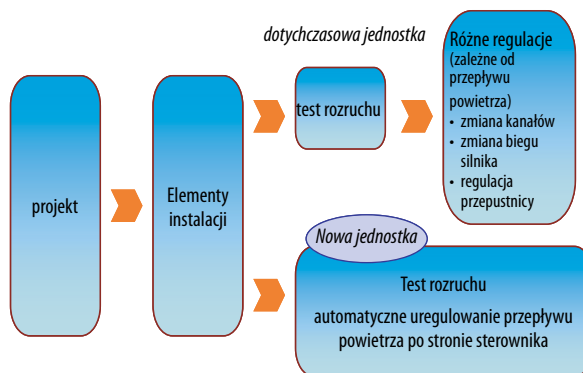 dotychczasowa jednostka
projekt
Elementy
instalacji
test rozruchu
Różne regulacje
(zależne od
przepływu
powietrza)
• zmiana kanałów
• zmiana biegu
silnika
• regulacja
przepustnicy
Nowa jednostka
Test rozruchu
automatyczne uregulowanie przepływu
powietrza po stronie sterownika